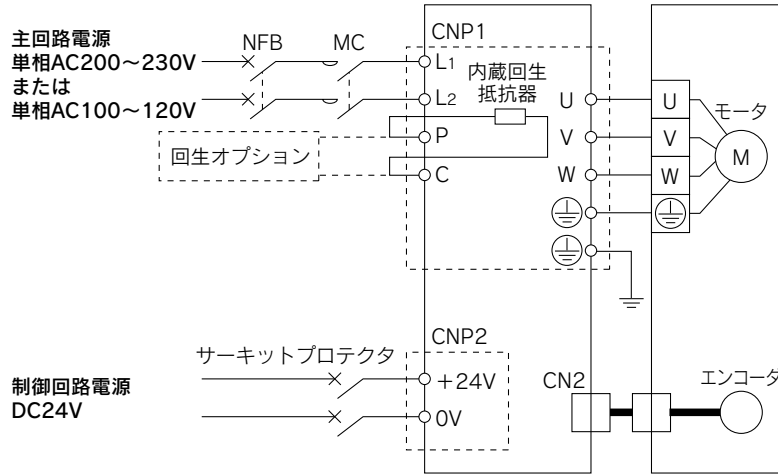 主回路電源
単相AC200～230V
または
単相AC100～120V
NFB
MC
CNP1
L1
L2
P
C
内蔵回生
抵抗器
回生オプション
U
V
W
U
V
W
モータ
M
サーキットプロテクタ
CNP2
制御回路電源
DC24V
＋24V
0V
CN2
エンコーダ